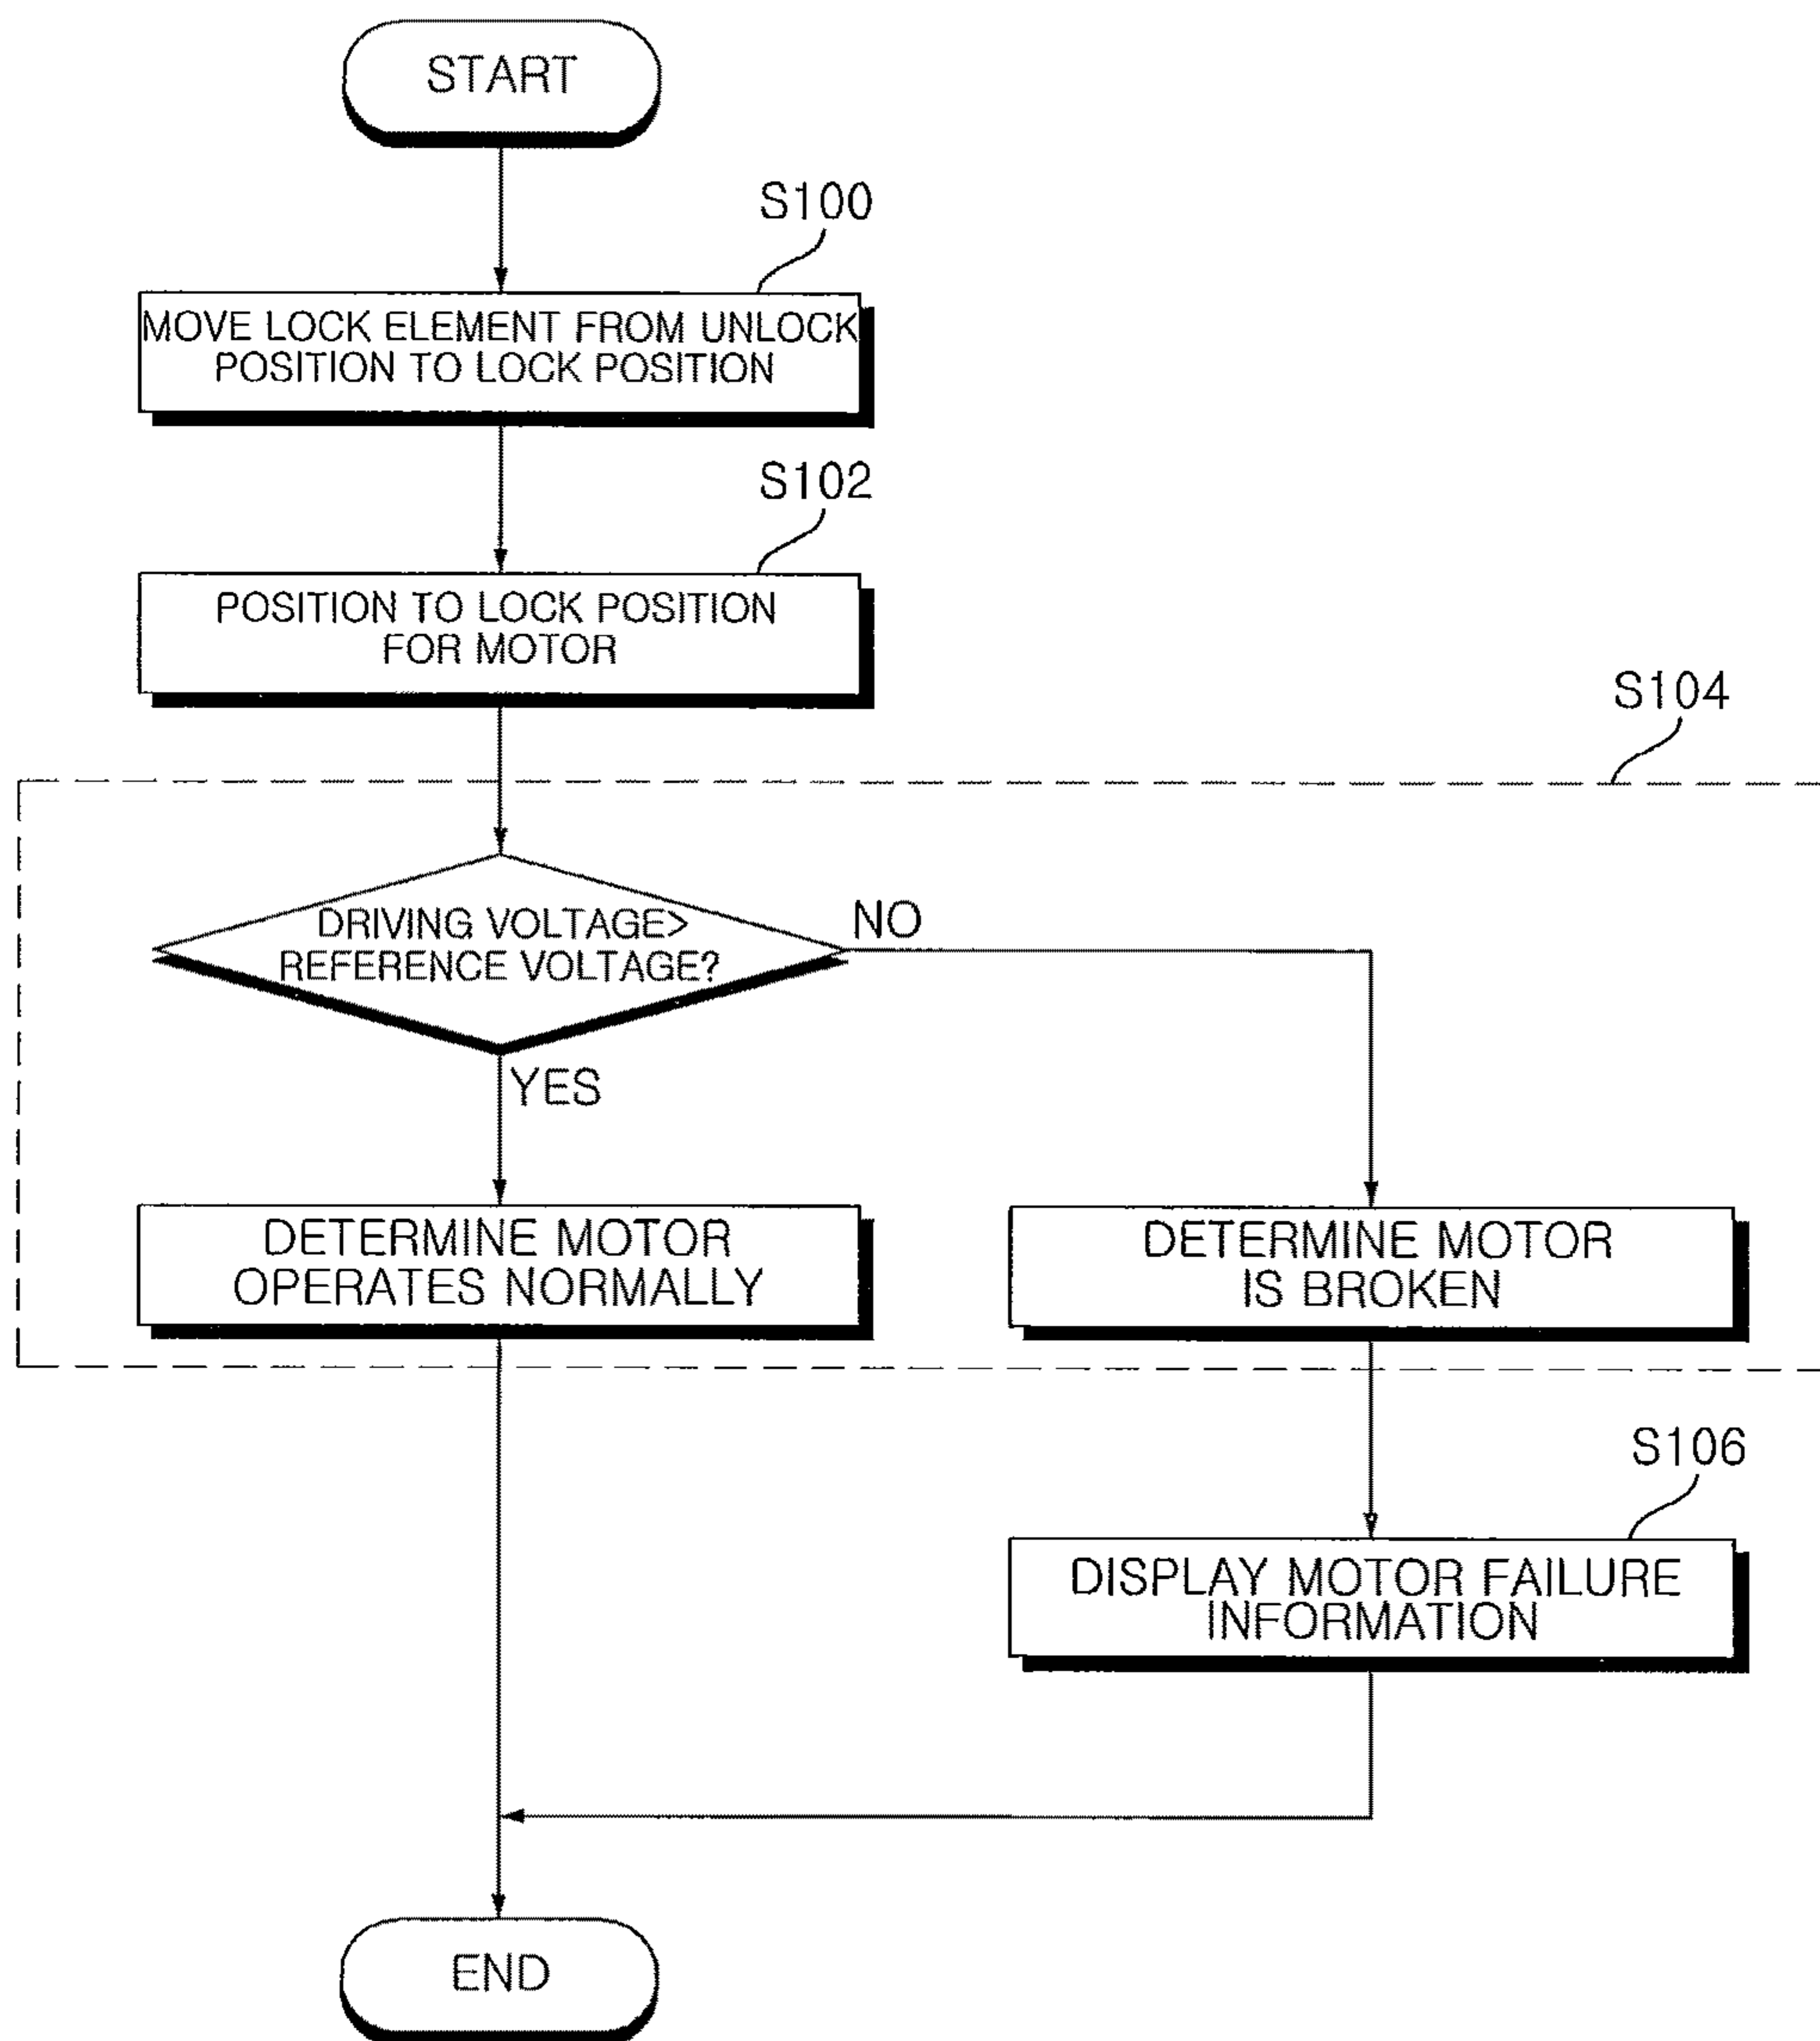 START
S100
MOVE LOCK ELEMENT FROM UNLOCK
POSITION TO LOCK POSITION
S102
POSITION TO LOCK POSITION
FOR MOTOR
S104
DRIVING VOLTAGE>
REFERENCE VOLTAGE?
NO
YES
DETERMINE MOTOR
OPERATES NORMALLY
DETERMINE MOTOR
IS BROKEN
S106
DISPLAY MOTOR FAILURE
INFORMATION
END